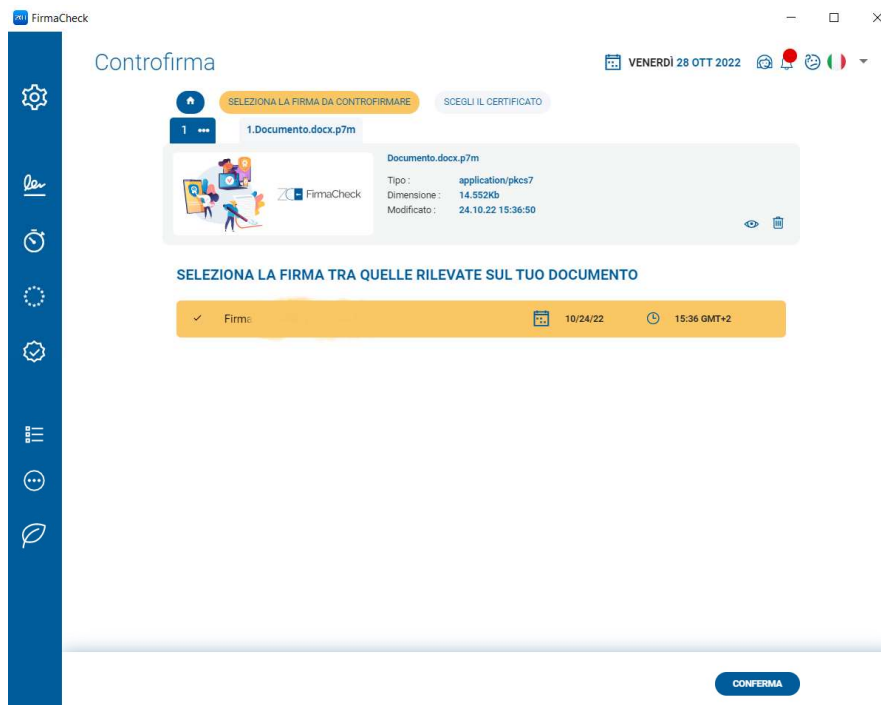 FirmaCheck
Controfirma
VENERDÌ 28 OTT 2022
SELEZIONA LA FIRMA DA CONTROFIRMARE
SCEGLI IL CERTIFICATO
1 •••
1.Documento.docx.p7m
FirmaCheck
Documento.docx.p7m
Tipo : application/pkcs7
Dimensione : 14.552Kb
Modificato : 24.10.22 15:36:50
SELEZIONA LA FIRMA TRA QUELLE RILEVATE SUL TUO DOCUMENTO
Firma 10/24/22 15:36 GMT+2
CONFERMA